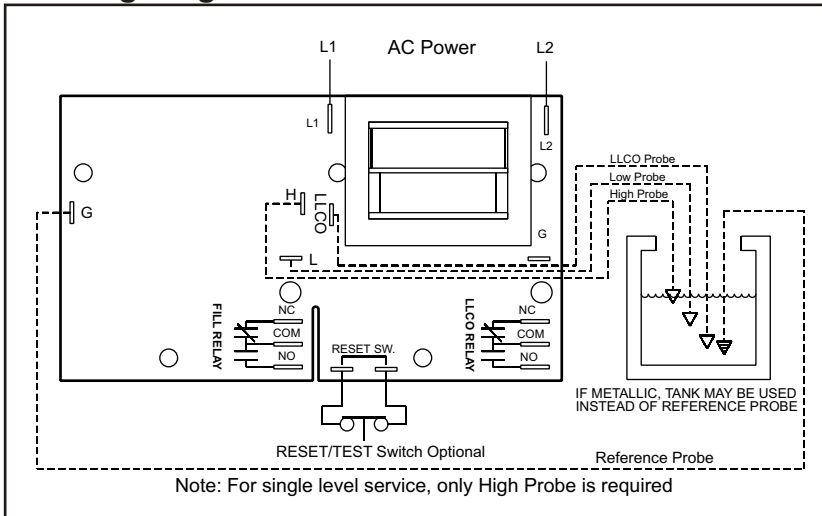 L1 AC Power L2
L1
L2
LLCO Probe
Low Probe
High Probe
H
LLCO
G
G
L
FILL RELAY
NC
COM
NO
RESET SW.
LLCO RELAY
NC
COM
NO
IF METALLIC, TANK MAY BE USED
INSTEAD OF REFERENCE PROBE
RESET/TEST Switch Optional
Reference Probe
Note: For single level service, only High Probe is required